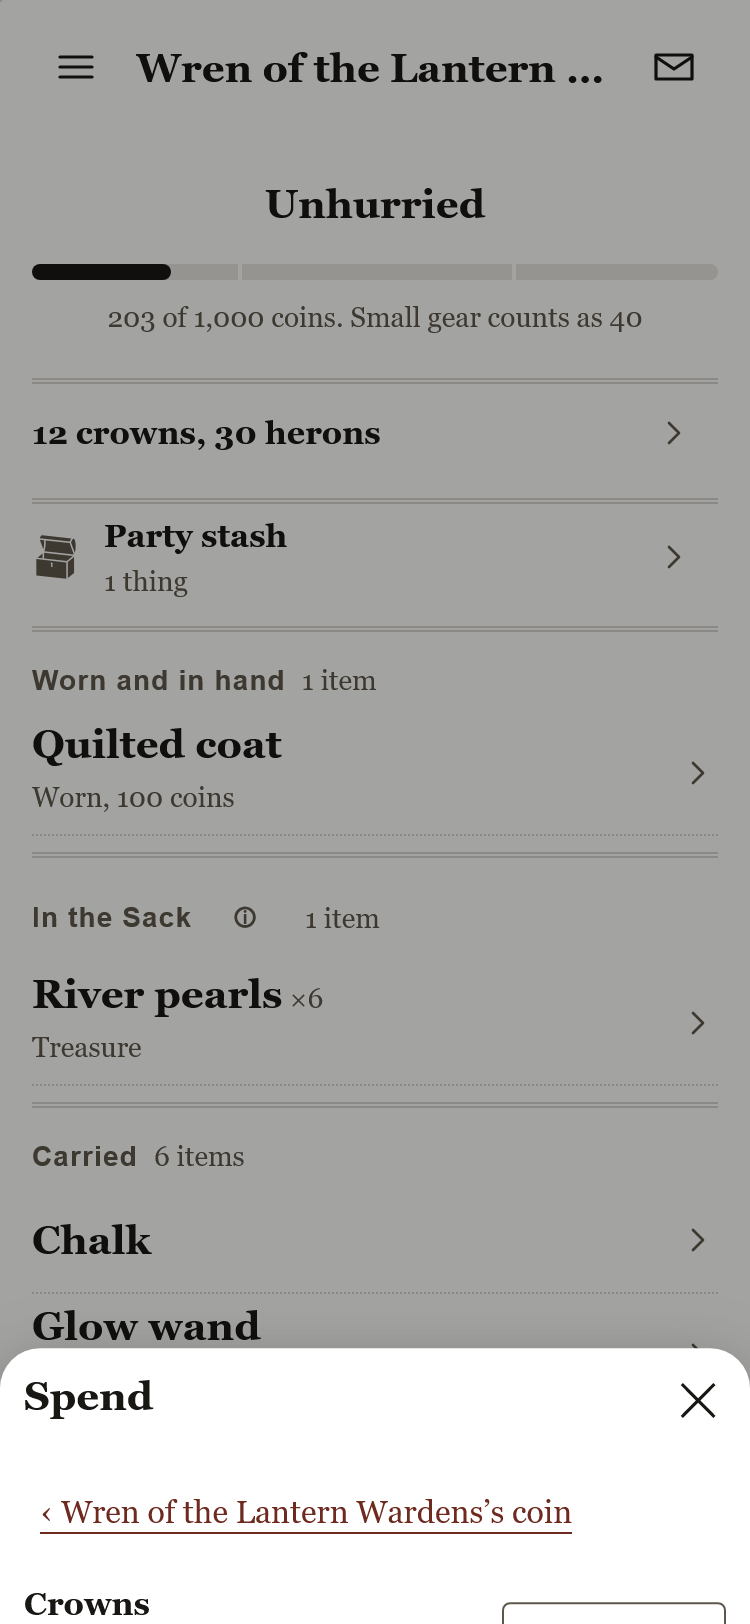 Wren of the Lantern ...
Unhurried
203 of 1,000 coins. Small gear counts as 40
12 crowns, 30 herons
Party stash
1 thing
Worn and in hand 1 item
Quilted coat
Worn, 100 coins
In the Sack 1 item
River pearls ×6
Treasure
Carried 6 items
Chalk
Glow wand
Spend
‹ Wren of the Lantern Wardens’s coin
Crowns